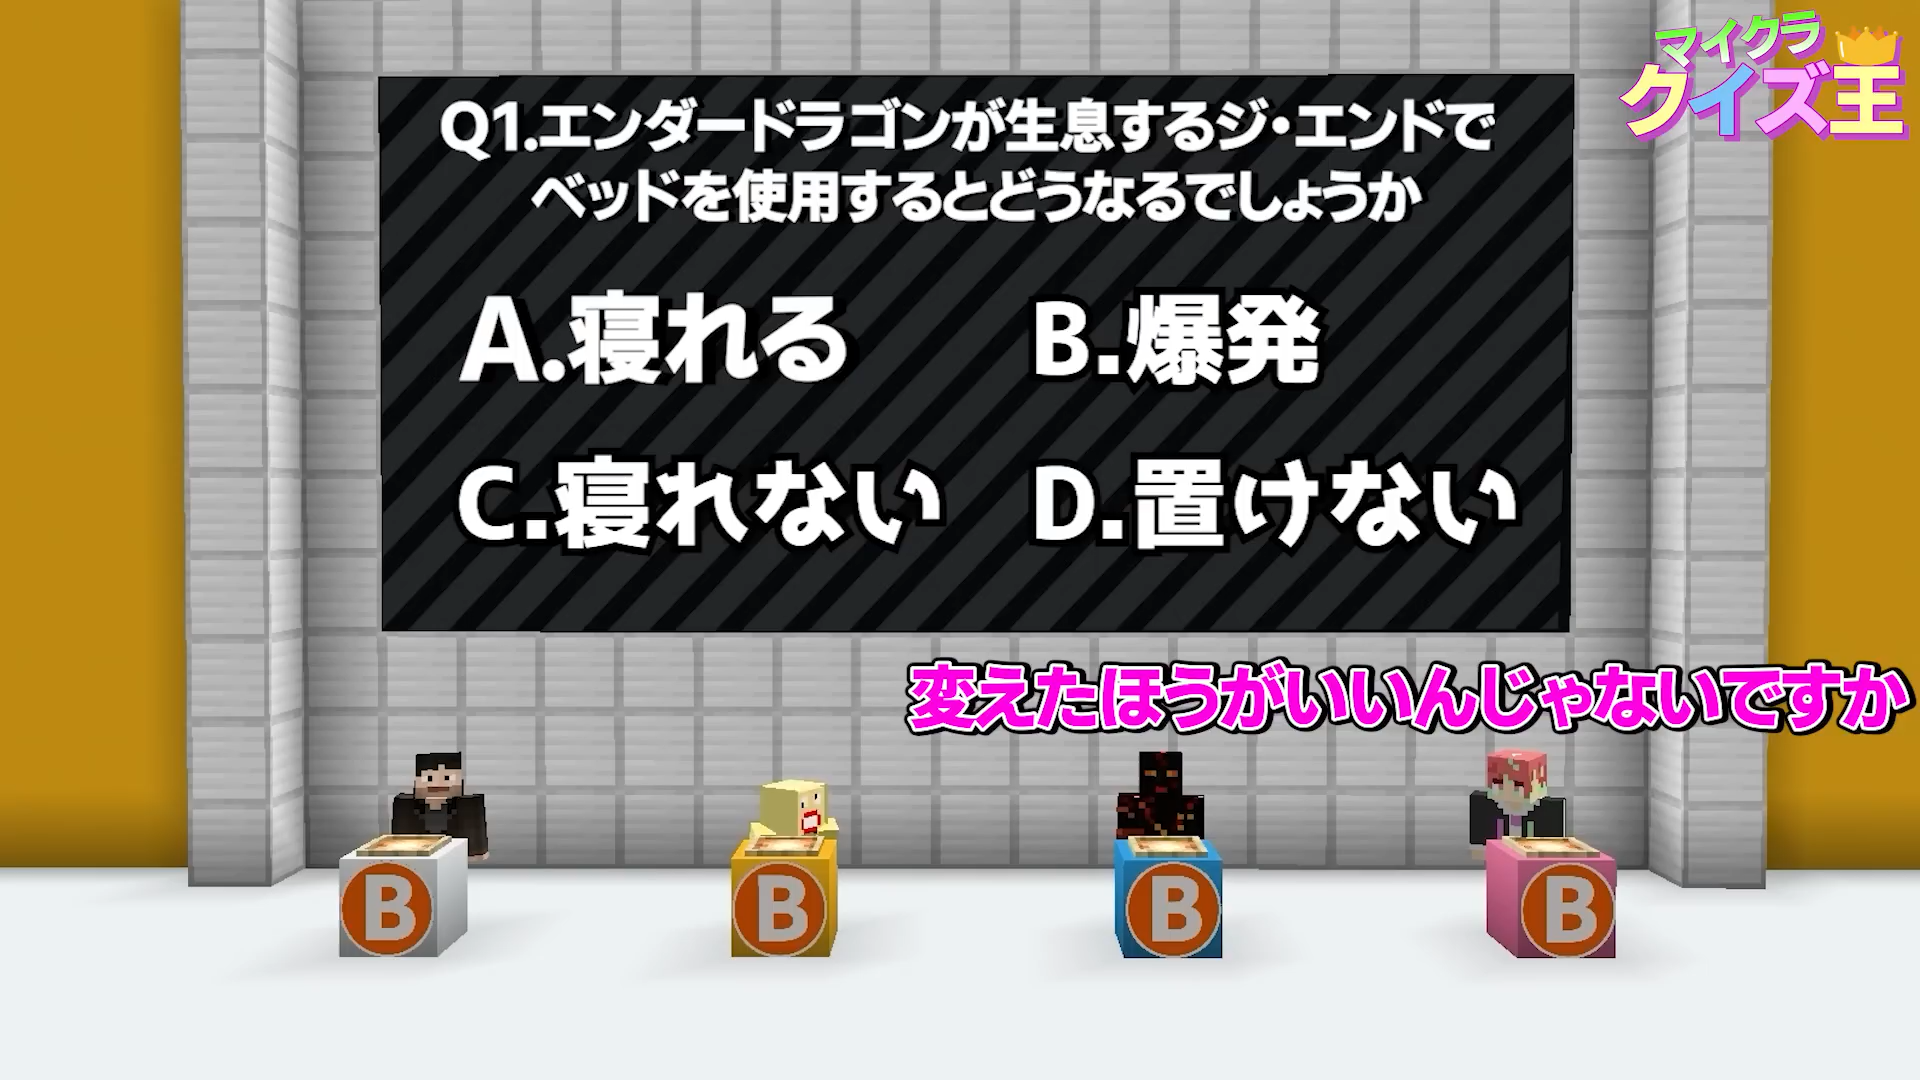 マイクラ
クイズ王
Q1.エンダードラゴンが生息するジ・エンドで
ベッドを使用するとどうなるでしょうか
A.寝れる
B.爆発
C.寝れない
D.置けない
変えたほうがいいんじゃないですか
B
B
B
B